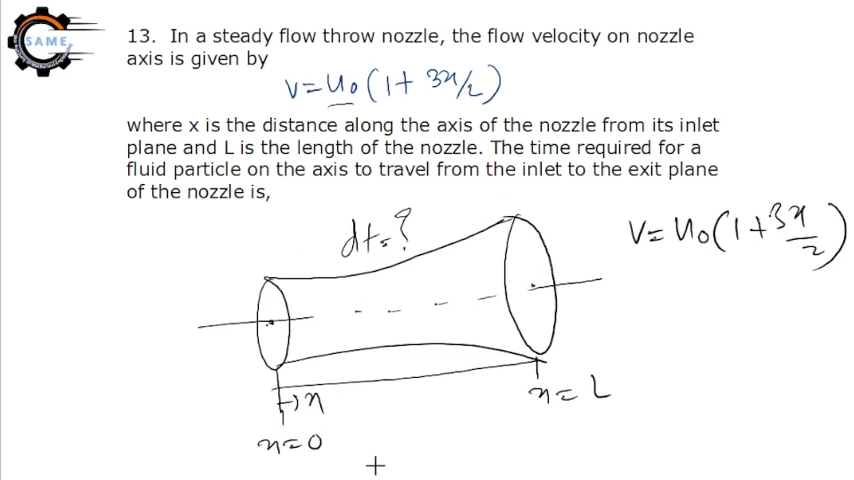 SAME
13. In a steady flow throw nozzle, the flow velocity on nozzle
axis is given by
v=u0(1+3x/2)
where x is the distance along the axis of the nozzle from its inlet
plane and L is the length of the nozzle. The time required for a
fluid particle on the axis to travel from the inlet to the exit plane
of the nozzle is,
dt=?
v=u0(1+3x/2)
→x
x=L
x=0
+